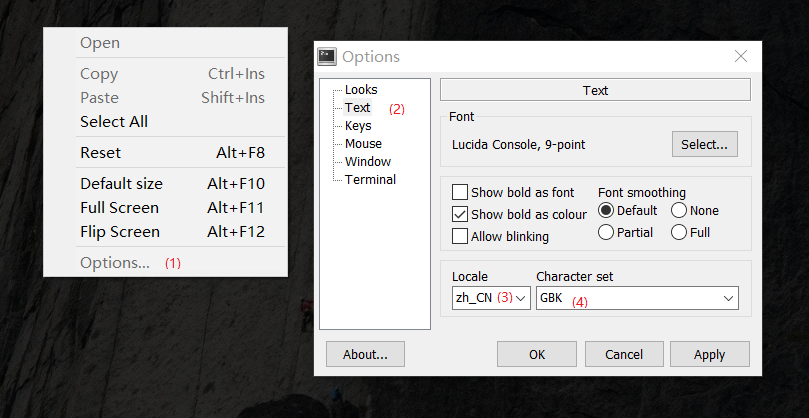 Open
Copy Ctrl+Ins
Paste Shift+Ins
Select All
Reset Alt+F8
Default size Alt+F10
Full Screen Alt+F11
Flip Screen Alt+F12
Options... (1)
Options
Looks
Text (2)
Keys
Mouse
Window
Terminal
Text
Font
Lucida Console, 9-point
Select...
Show bold as font
Show bold as colour
Allow blinking
Font smoothing
Default None
Partial Full
Locale
zh_CN (3)
Character set
GBK (4)
About...
OK
Cancel
Apply